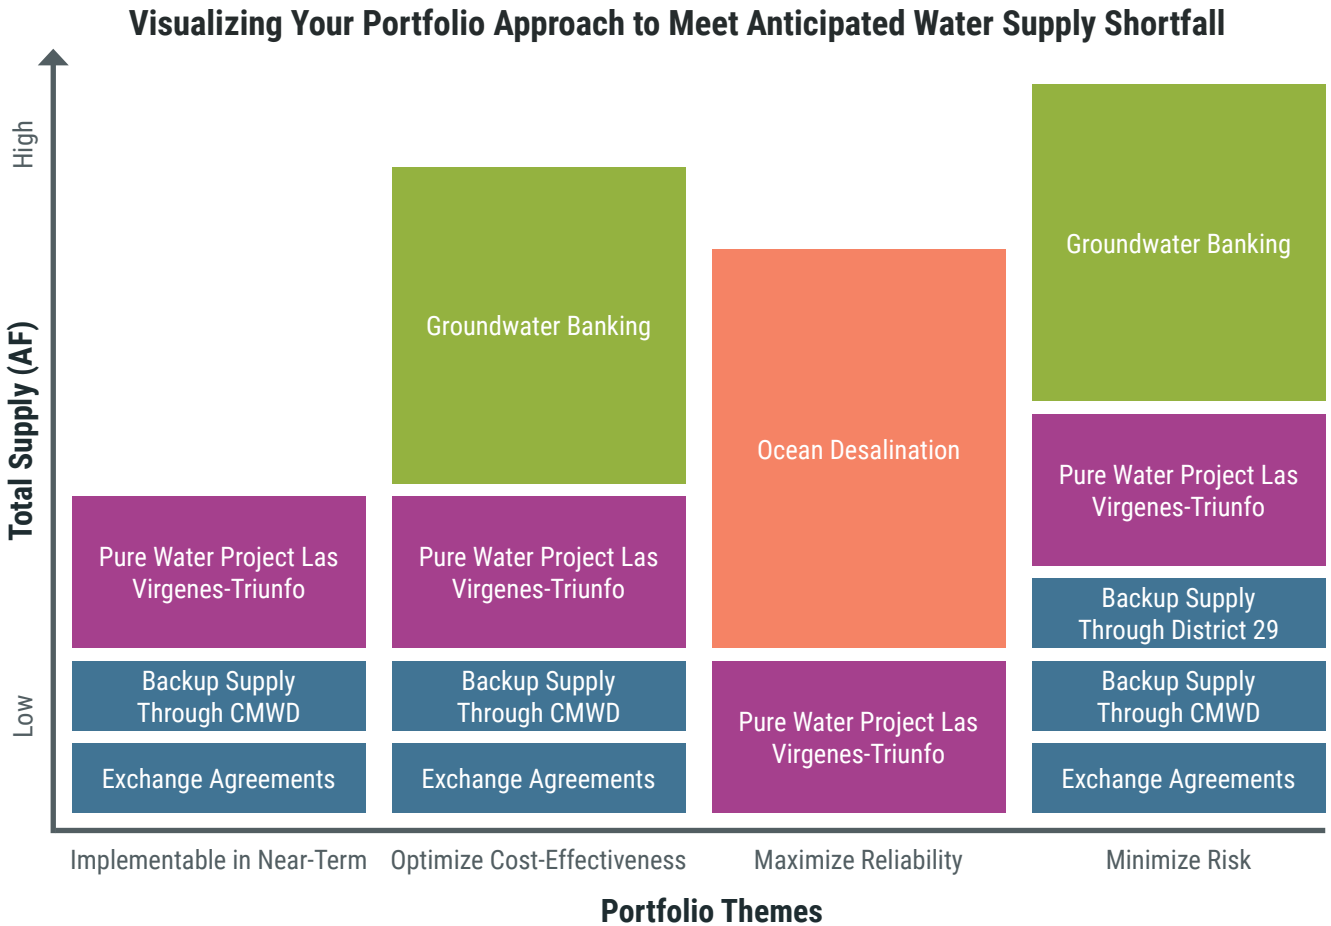 Visualizing Your Portfolio Approach to Meet Anticipated Water Supply Shortfall
High
Low
Total Supply (AF)
Pure Water Project Las
Virgenes-Triunfo
Backup Supply
Through CMWD
Exchange Agreements
Groundwater Banking
Pure Water Project Las
Virgenes-Triunfo
Backup Supply
Through CMWD
Exchange Agreements
Ocean Desalination
Pure Water Project Las
Virgenes-Triunfo
Groundwater Banking
Pure Water Project Las
Virgenes-Triunfo
Backup Supply
Through District 29
Backup Supply
Through CMWD
Exchange Agreements
Implementable in Near-Term
Optimize Cost-Effectiveness
Maximize Reliability
Minimize Risk
Portfolio Themes